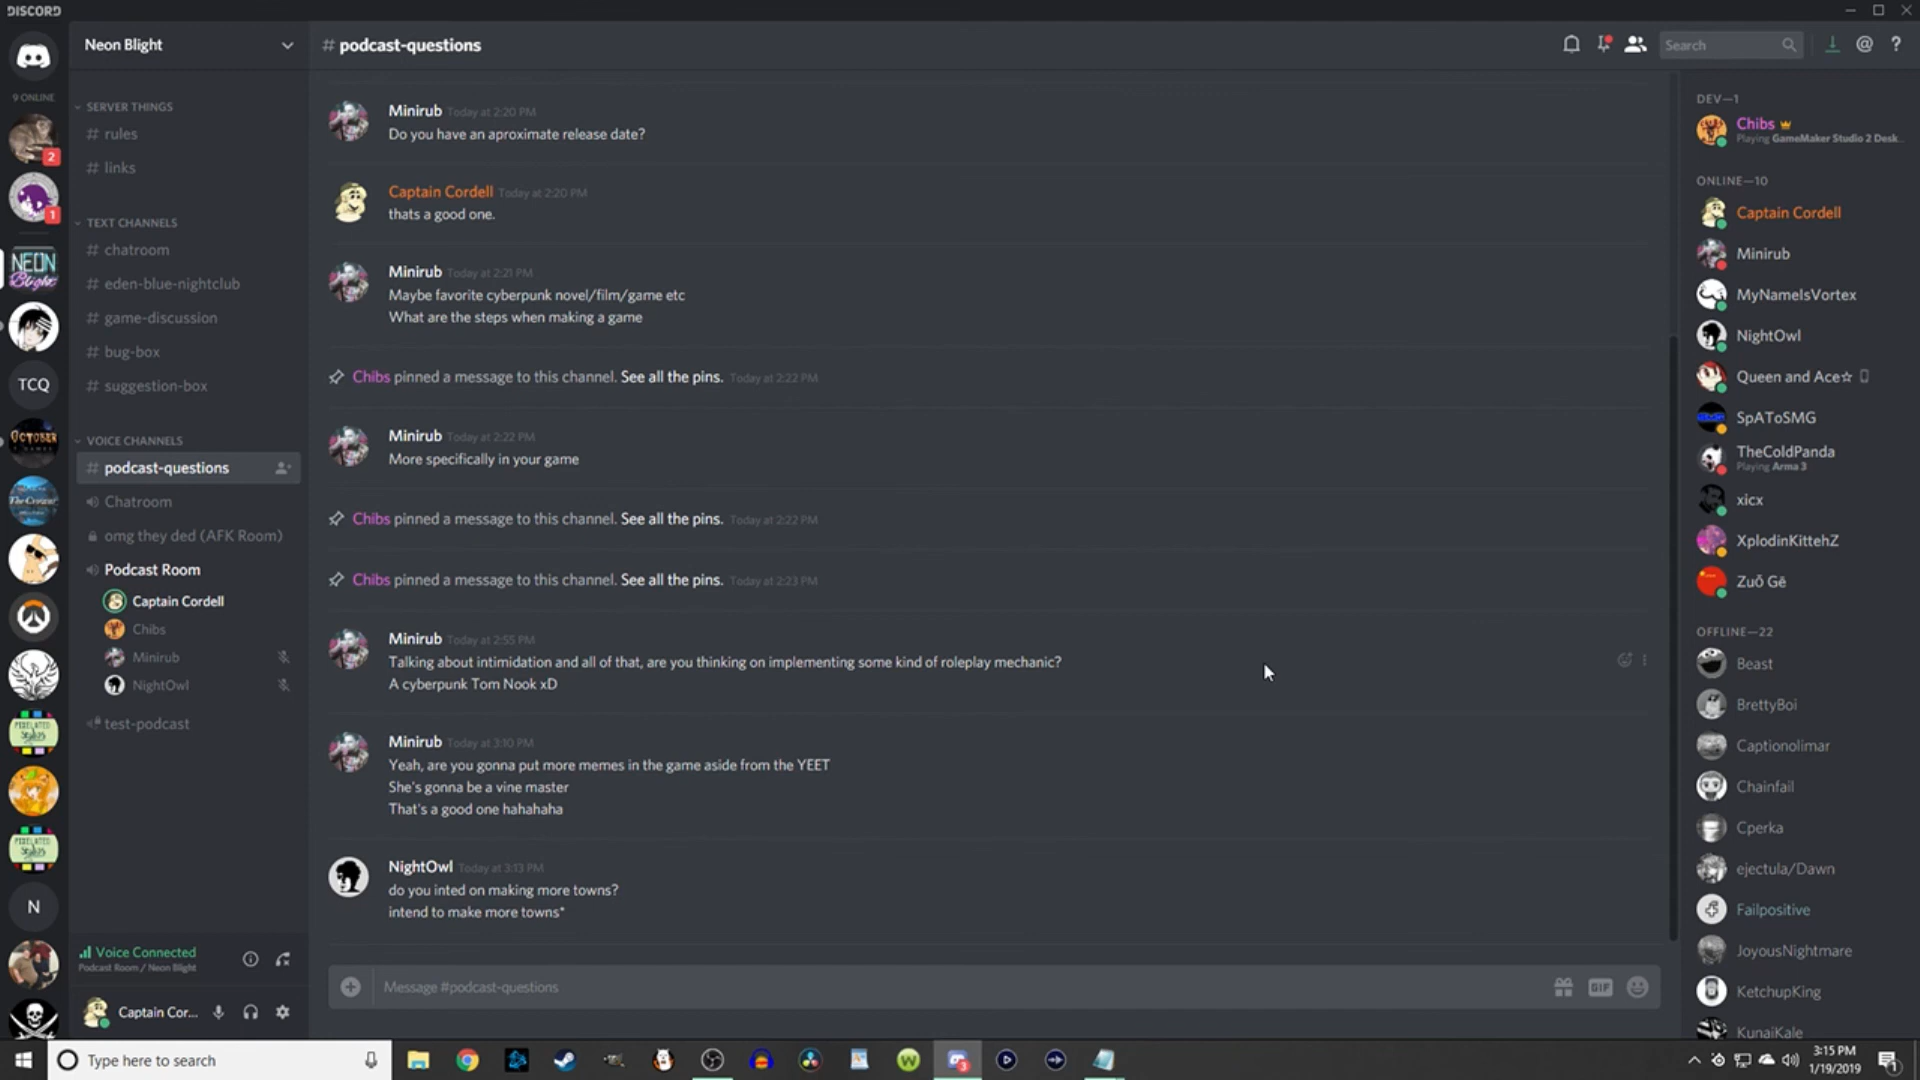 DISCORD
9 ONLINE
2
1
NEON
Blight
TCQ
OCTOBER
N
Neon Blight
SERVER THINGS
# rules
# links
TEXT CHANNELS
# chatroom
# eden-blue-nightclub
# game-discussion
# bug-box
# suggestion-box
VOICE CHANNELS
# podcast-questions
Chatroom
omg they ded (AFK Room)
Podcast Room
Captain Cordell
Chibs
Minirub
NightOwl
test-podcast
Voice Connected
Podcast Room / Neon Blight
Captain Cor...
# podcast-questions
Search
Minirub Today at 2:20 PM
Do you have an aproximate release date?
Captain Cordell Today at 2:20 PM
thats a good one.
Minirub Today at 2:21 PM
Maybe favorite cyberpunk novel/film/game etc
What are the steps when making a game
Chibs pinned a message to this channel. See all the pins. Today at 2:22 PM
Minirub Today at 2:22 PM
More specifically in your game
Chibs pinned a message to this channel. See all the pins. Today at 2:22 PM
Chibs pinned a message to this channel. See all the pins. Today at 2:23 PM
Minirub Today at 2:55 PM
Talking about intimidation and all of that, are you thinking on implementing some kind of roleplay mechanic?
A cyberpunk Tom Nook xD
Minirub Today at 3:10 PM
Yeah, are you gonna put more memes in the game aside from the YEET
She's gonna be a vine master
That's a good one hahahaha
NightOwl Today at 3:13 PM
do you inted on making more towns?
intend to make more towns*
Message #podcast-questions
GIF
DEV—1
Chibs
Playing GameMaker Studio 2 Desk...
ONLINE—10
Captain Cordell
Minirub
MyNameIsVortex
NightOwl
Queen and Ace☆
SpAToSMG
TheColdPanda
Playing Arma 3
xicx
XplodinKittehZ
Zuǒ Gē
OFFLINE—22
Beast
BrettyBoi
Captionolimar
Chainfail
Cperka
ejectula/Dawn
Failpositive
JoyousNightmare
KetchupKing
KunaiKale
Type here to search
3
3:15 PM
1/19/2019
1